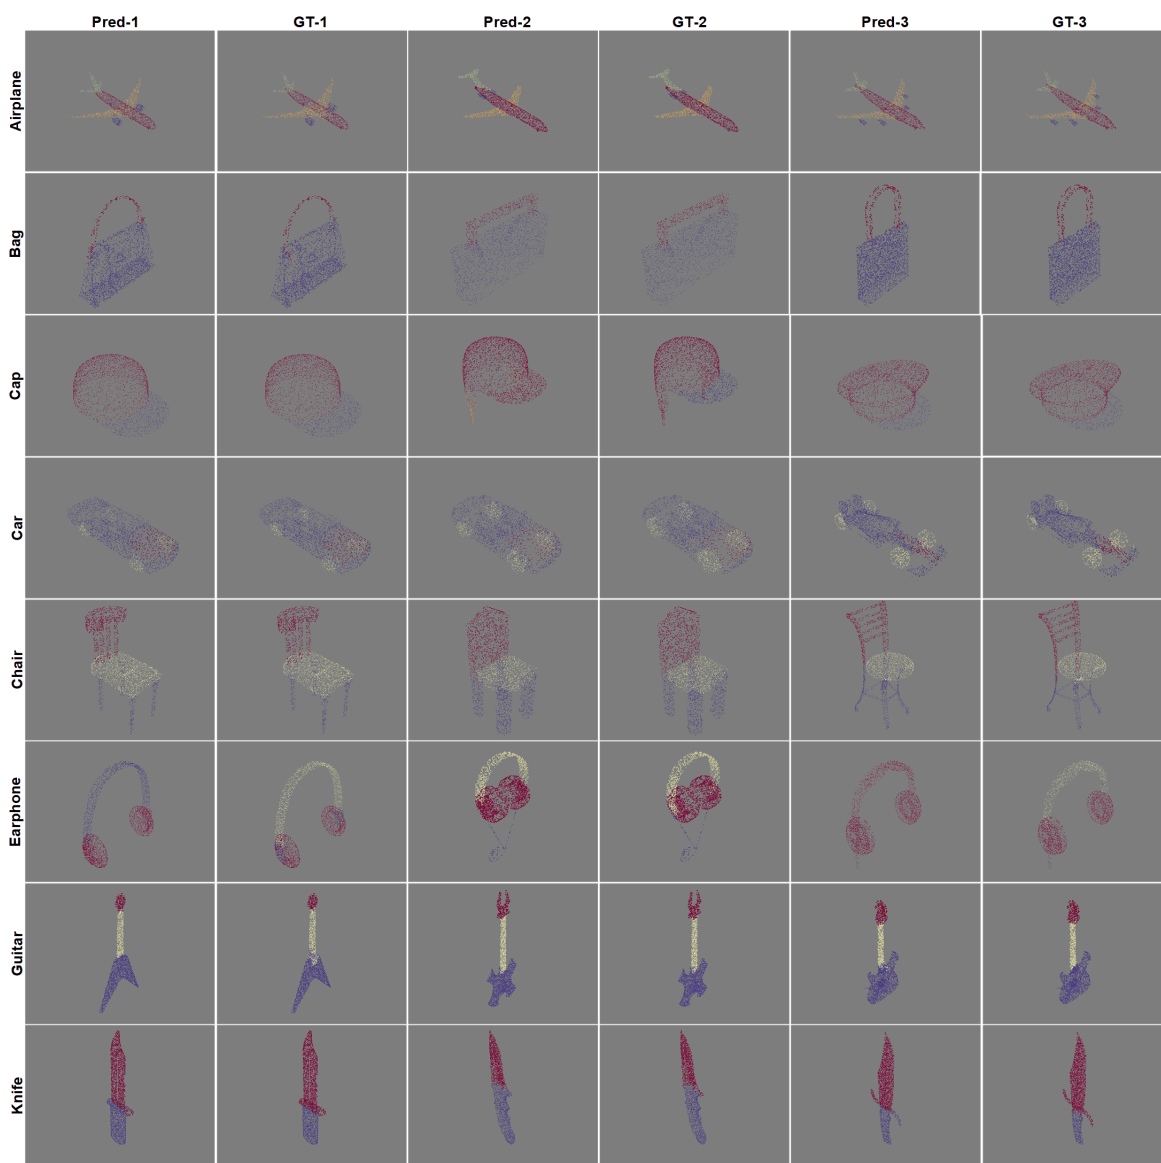 Pred-1 GT-1 Pred-2 GT-2 Pred-3 GT-3
Airplane
Bag
Cap
Car
Chair
Earphone
Guitar
Knife